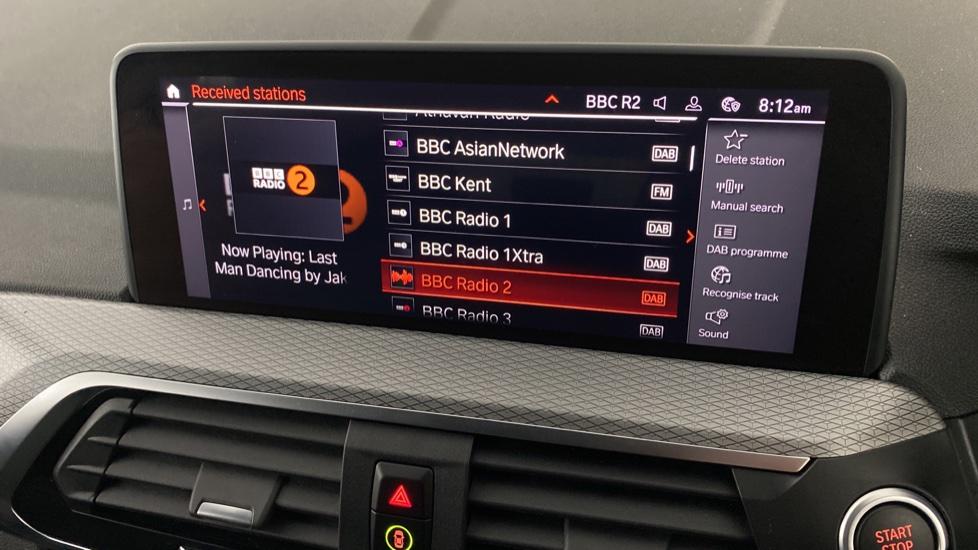 Received stations
BBC R2
8:12am
BBC AsianNetwork
DAB
BBC Kent
FM
BBC Radio 1
DAB
BBC Radio 1Xtra
DAB
BBC Radio 2
DAB
BBC Radio 3
DAB
BBC
RADIO 2
Now Playing: Last
Man Dancing by Jak
Delete station
Manual search
DAB programme
Recognise track
Sound
START
STOP